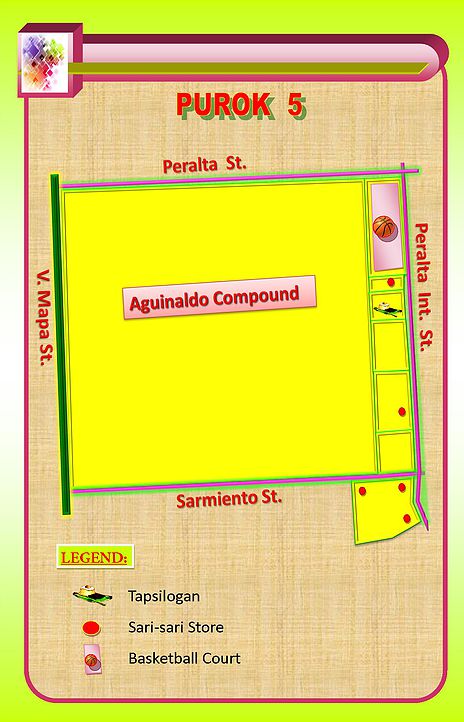 PUROK 5
Peralta St.
Peralta Int. St.
Aguinaldo Compound
V. Mapa St.
Sarmiento St.
LEGEND:
Tapsilogan
Sari-sari Store
Basketball Court